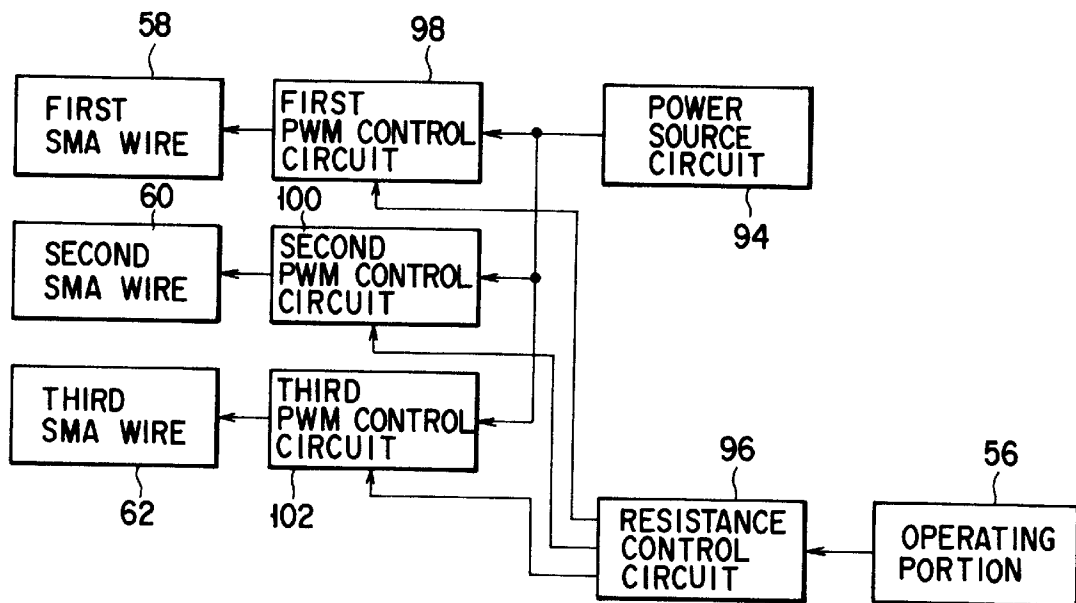 58
98
FIRST
SMA WIRE
FIRST
PWM CONTROL
CIRCUIT
POWER
SOURCE
CIRCUIT
94
60
100
SECOND
SMA WIRE
SECOND
PWM CONTROL
CIRCUIT
THIRD
SMA WIRE
THIRD
PWM CONTROL
CIRCUIT
62
102
96
56
RESISTANCE
CONTROL
CIRCUIT
OPERATING
PORTION